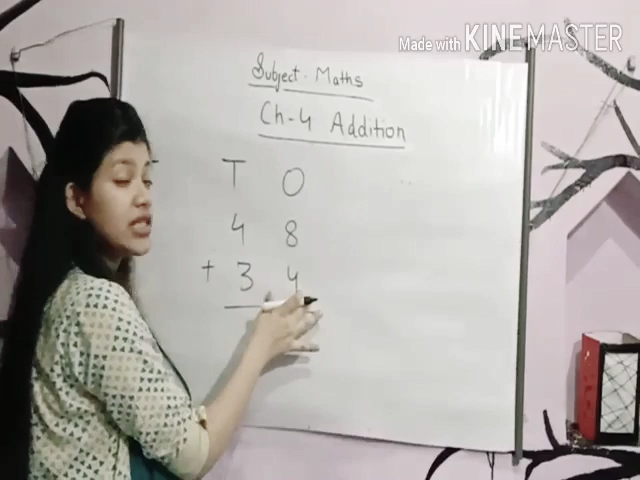 Made with KINEMASTER
Subject - Maths
Ch-4 Addition
T O
4 8
+ 3 4